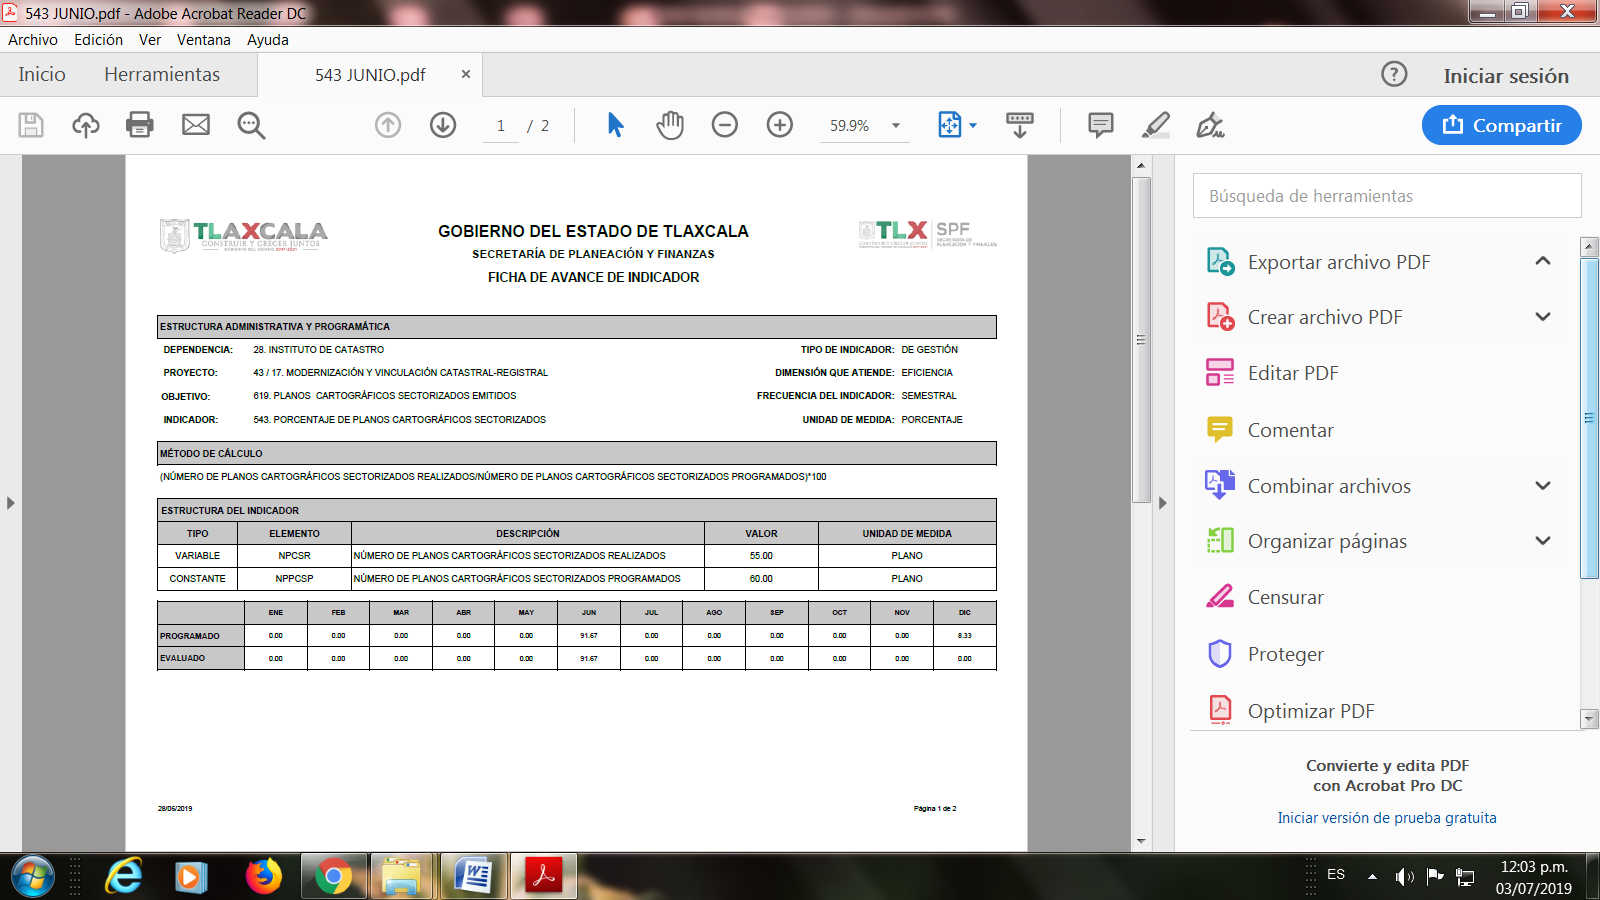 543 JUNIO.pdf - Adobe Acrobat Reader DC
Archivo Edición Ver Ventana Ayuda
Inicio Herramientas 543 JUNIO.pdf × Iniciar sesión
1 / 2 59.9% Compartir
TLAXCALA
CONSTRUIR Y CRECER JUNTOS
GOBIERNO DEL ESTADO 2017-2021
GOBIERNO DEL ESTADO DE TLAXCALA
SECRETARÍA DE PLANEACIÓN Y FINANZAS
FICHA DE AVANCE DE INDICADOR
TLX SPF
SECRETARÍA DE PLANEACIÓN Y FINANZAS
ESTRUCTURA ADMINISTRATIVA Y PROGRAMÁTICA
DEPENDENCIA: 28. INSTITUTO DE CATASTRO TIPO DE INDICADOR: DE GESTIÓN
PROYECTO: 43 / 17. MODERNIZACIÓN Y VINCULACIÓN CATASTRAL-REGISTRAL DIMENSIÓN QUE ATIENDE: EFICIENCIA
OBJETIVO: 619. PLANOS CARTOGRÁFICOS SECTORIZADOS EMITIDOS FRECUENCIA DEL INDICADOR: SEMESTRAL
INDICADOR: 543. PORCENTAJE DE PLANOS CARTOGRÁFICOS SECTORIZADOS UNIDAD DE MEDIDA: PORCENTAJE
MÉTODO DE CÁLCULO
(NÚMERO DE PLANOS CARTOGRÁFICOS SECTORIZADOS REALIZADOS/NÚMERO DE PLANOS CARTOGRÁFICOS SECTORIZADOS PROGRAMADOS)*100
ESTRUCTURA DEL INDICADOR
TIPO ELEMENTO DESCRIPCIÓN VALOR UNIDAD DE MEDIDA
VARIABLE NPCSR NÚMERO DE PLANOS CARTOGRÁFICOS SECTORIZADOS REALIZADOS 55.00 PLANO
CONSTANTE NPPCSP NÚMERO DE PLANOS CARTOGRÁFICOS SECTORIZADOS PROGRAMADOS 60.00 PLANO
ENE FEB MAR ABR MAY JUN JUL AGO SEP OCT NOV DIC
PROGRAMADO 0.00 0.00 0.00 0.00 0.00 91.67 0.00 0.00 0.00 0.00 0.00 8.33
EVALUADO 0.00 0.00 0.00 0.00 0.00 91.67 0.00 0.00 0.00 0.00 0.00 0.00
28/06/2019 Página 1 de 2
Búsqueda de herramientas
Exportar archivo PDF
Crear archivo PDF
Editar PDF
Comentar
Combinar archivos
Organizar páginas
Censurar
Proteger
Optimizar PDF
Convierte y edita PDF
con Acrobat Pro DC
Iniciar versión de prueba gratuita
ES
12:03 p.m.
03/07/2019